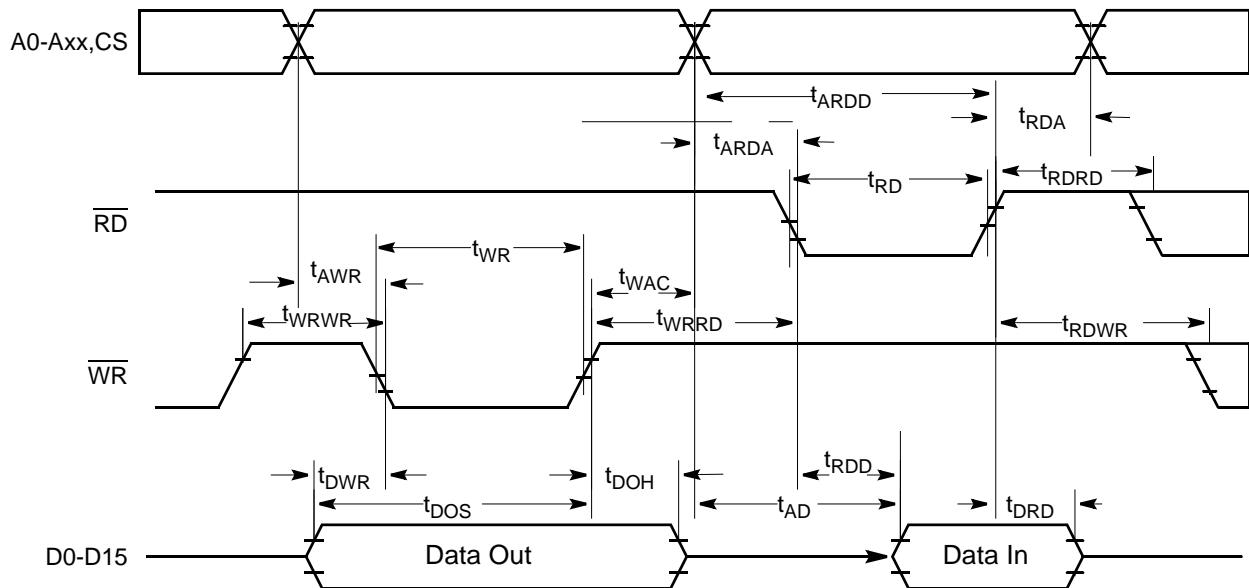 A0-Axx,CS
tARDD
tRDA
tARDA
tRD
tRDRD
RD
tWR
tAWR
tWAC
tWRWR
tWRRD
tRDWR
WR
tRDD
tDWR
tDOH
tDOS
tAD
tDRD
D0-D15
Data Out
Data In